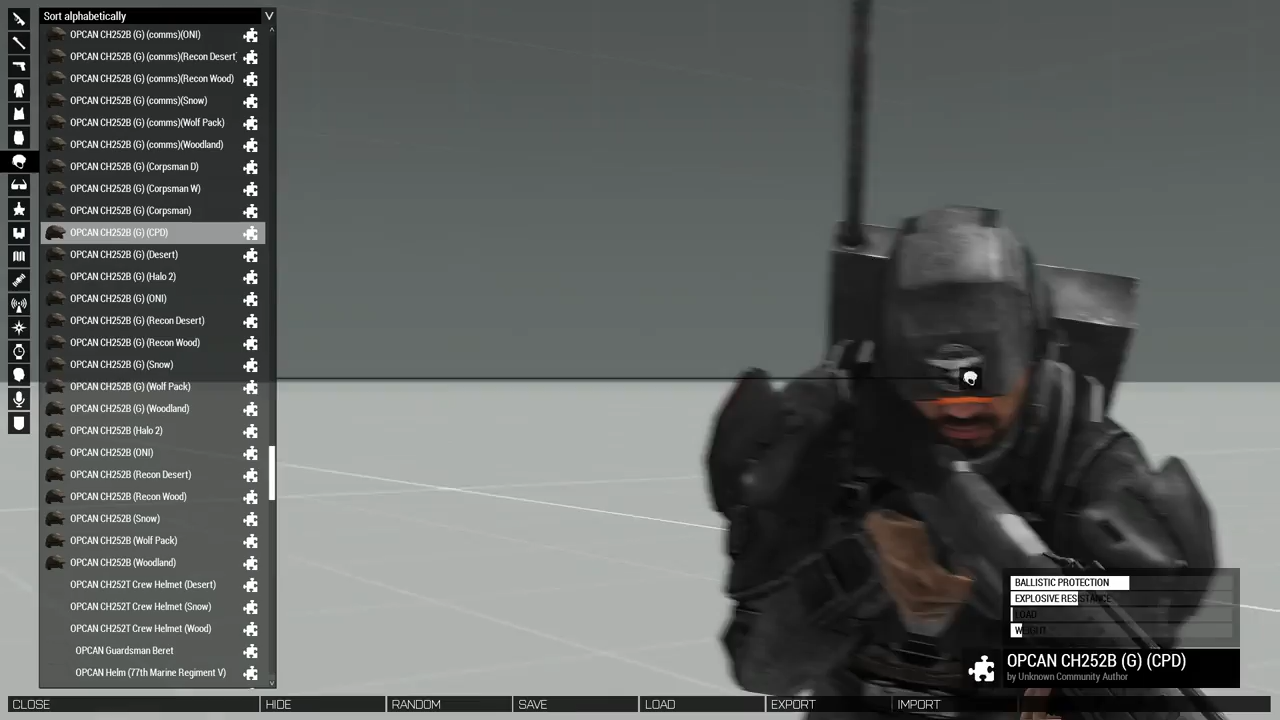 Sort alphabetically
OPCAN CH252B (G) (comms)(ONI)
OPCAN CH252B (G) (comms)(Recon Desert
OPCAN CH252B (G) (comms)(Recon Wood)
OPCAN CH252B (G) (comms)(Snow)
OPCAN CH252B (G) (comms)(Wolf Pack)
OPCAN CH252B (G) (comms)(Woodland)
OPCAN CH252B (G) (Corpsman D)
OPCAN CH252B (G) (Corpsman W)
OPCAN CH252B (G) (Corpsman)
OPCAN CH252B (G) (CPD)
OPCAN CH252B (G) (Desert)
OPCAN CH252B (G) (Halo 2)
OPCAN CH252B (G) (ONI)
OPCAN CH252B (G) (Recon Desert)
OPCAN CH252B (G) (Recon Wood)
OPCAN CH252B (G) (Snow)
OPCAN CH252B (G) (Wolf Pack)
OPCAN CH252B (G) (Woodland)
OPCAN CH252B (Halo 2)
OPCAN CH252B (ONI)
OPCAN CH252B (Recon Desert)
OPCAN CH252B (Recon Wood)
OPCAN CH252B (Snow)
OPCAN CH252B (Wolf Pack)
OPCAN CH252B (Woodland)
OPCAN CH252T Crew Helmet (Desert)
OPCAN CH252T Crew Helmet (Snow)
OPCAN CH252T Crew Helmet (Wood)
OPCAN Guardsman Beret
OPCAN Helm (77th Marine Regiment V)
BALLISTIC PROTECTION
EXPLOSIVE RESISTANCE
LOAD
WEIGHT
OPCAN CH252B (G) (CPD)
by Unknown Community Author
CLOSE
HIDE
RANDOM
SAVE
LOAD
EXPORT
IMPORT